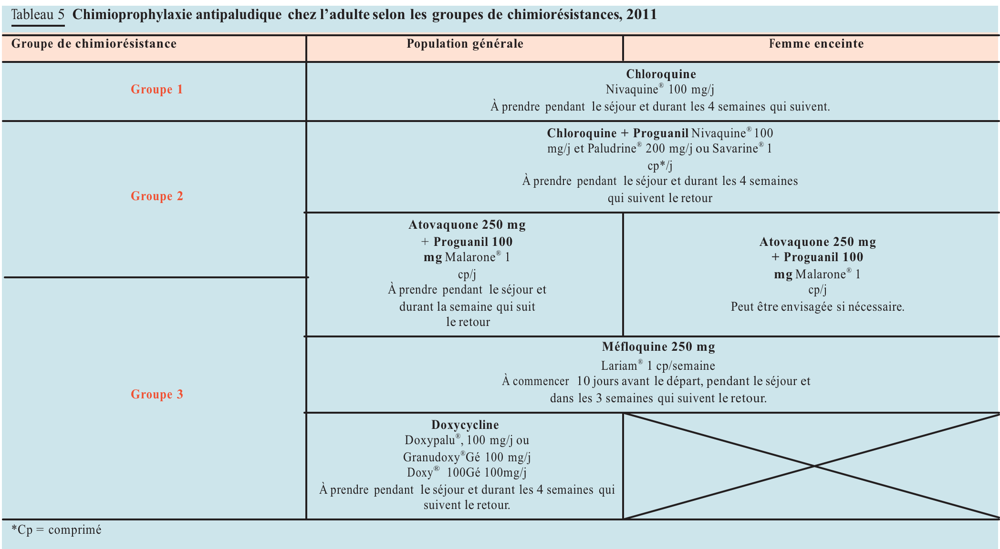 Tableau 5 Chimioprophylaxie antipaludique chez l’adulte selon les groupes de chimiorésistances, 2011
Groupe de chimiorésistance
Population générale
Femme enceinte
Groupe 1
Chloroquine
Nivaquine® 100 mg/j
À prendre pendant le séjour et durant les 4 semaines qui suivent.
Groupe 2
Chloroquine + Proguanil Nivaquine® 100
mg/j et Paludrine® 200 mg/j ou Savarine® 1
cp*/j
À prendre pendant le séjour et durant les 4 semaines
qui suivent le retour
Atovaquone 250 mg
+ Proguanil 100
mg Malarone® 1
cp/j
À prendre pendant le séjour et
durant la semaine qui suit
le retour
Atovaquone 250 mg
+ Proguanil 100
mg Malarone® 1
cp/j
Peut être envisagée si nécessaire.
Groupe 3
Méfloquine 250 mg
Lariam® 1 cp/semaine
À commencer 10 jours avant le départ, pendant le séjour et
dans les 3 semaines qui suivent le retour.
Doxycycline
Doxypalu®, 100 mg/j ou
Granudoxy®Gé 100 mg/j
Doxy® 100Gé 100mg/j
À prendre pendant le séjour et durant les 4 semaines qui
suivent le retour.
*Cp = comprimé